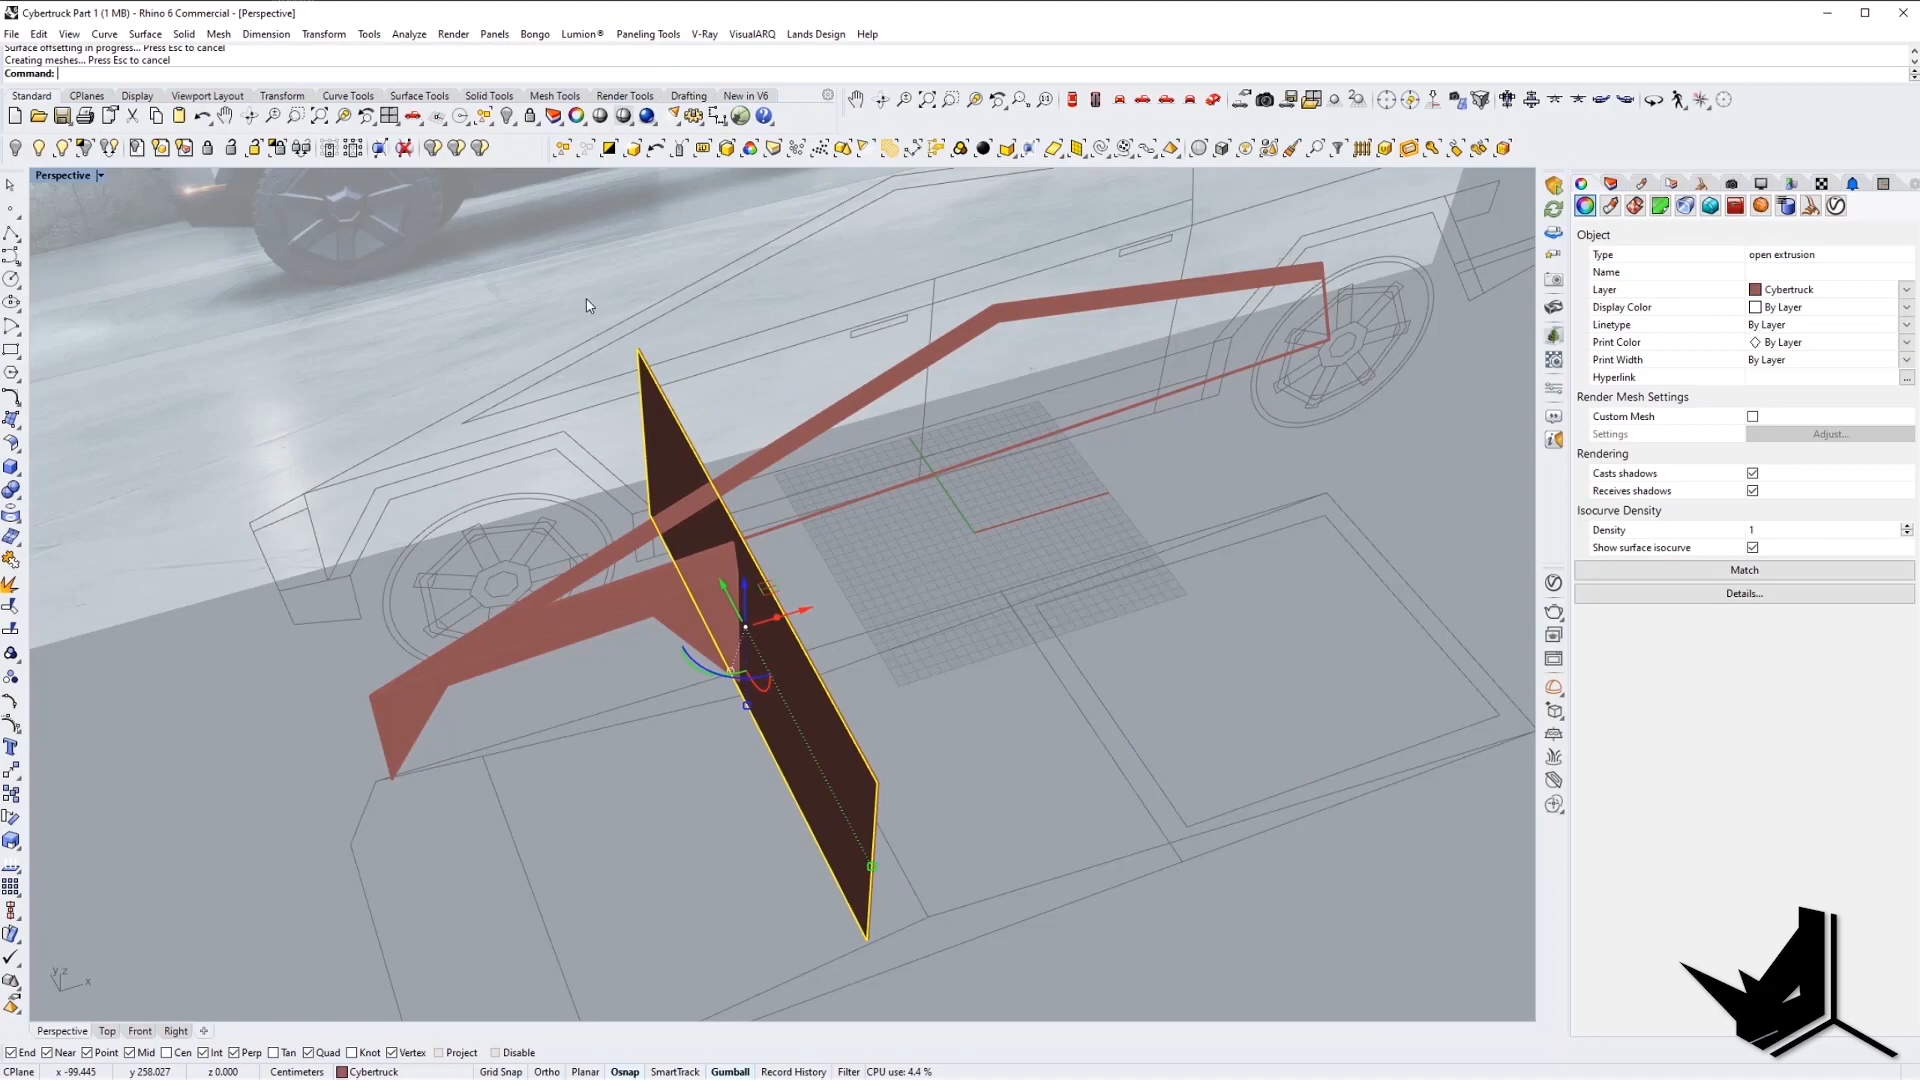 Cybertruck Part 1 (1 MB) - Rhino 6 Commercial - [Perspective]
File Edit View Curve Surface Solid Mesh Dimension Transform Tools Analyze Render Panels Bongo Lumion® Paneling Tools V-Ray VisualARQ Lands Design Help
Surface offsetting in progress... Press Esc to cancel
Creating meshes... Press Esc to cancel
Command:
Standard CPlanes Display Viewport Layout Transform Curve Tools Surface Tools Solid Tools Mesh Tools Render Tools Drafting New in V6
Perspective
Object
Type open extrusion
Name
Layer Cybertruck
Display Color By Layer
Linetype By Layer
Print Color By Layer
Print Width By Layer
Hyperlink ...
Render Mesh Settings
Custom Mesh
Settings Adjust...
Rendering
Casts shadows
Receives shadows
Isocurve Density
Density 1
Show surface isocurve
Match
Details...
y z x
Perspective Top Front Right
End Near Point Mid Cen Int Perp Tan Quad Knot Vertex Project Disable
CPlane x -99.445 y 258.027 z 0.000 Centimeters Cybertruck Grid Snap Ortho Planar Osnap SmartTrack Gumball Record History Filter CPU use: 4.4 %